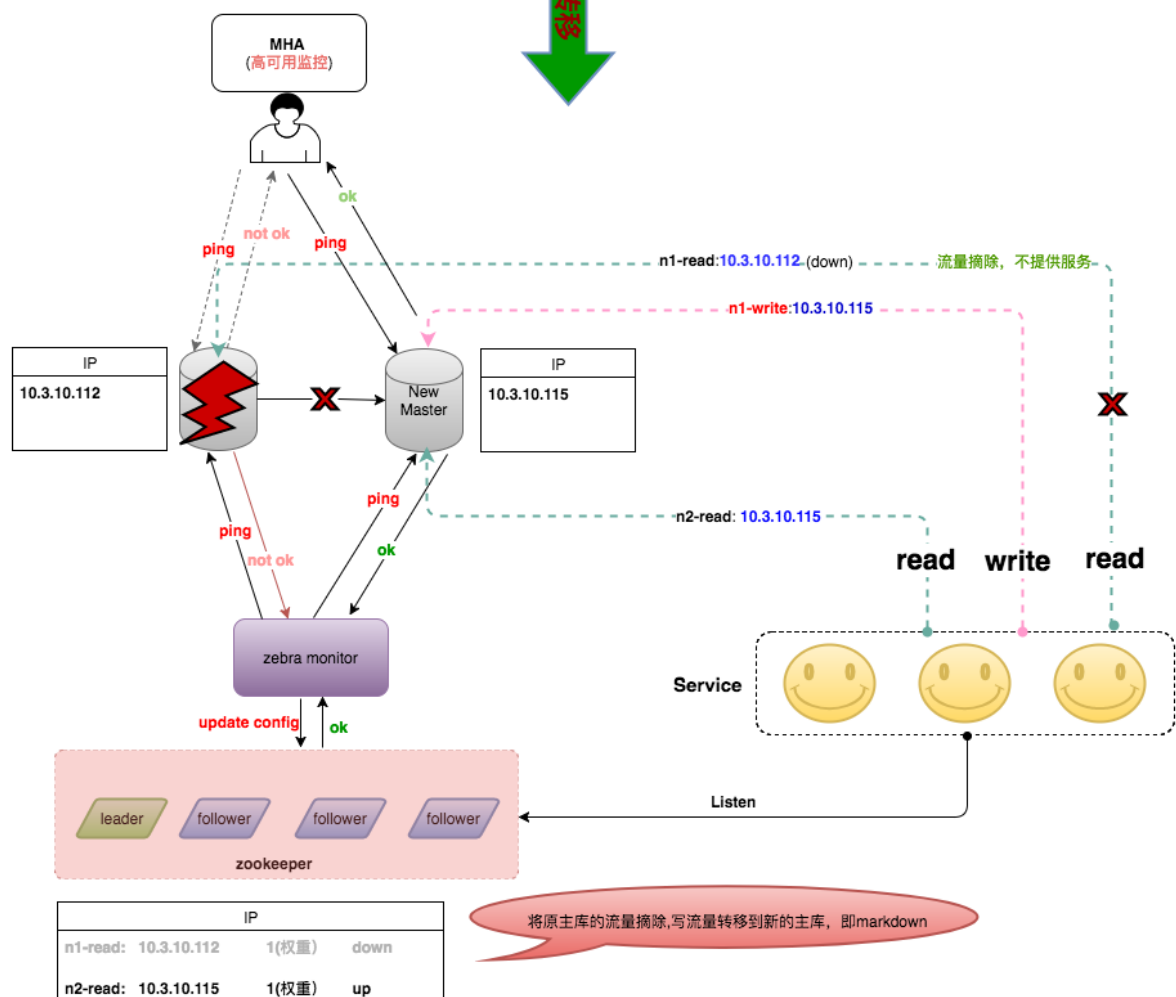 转移
MHA
(高可用监控)
ok
ping
not ok
ping
n1-read:10.3.10.112 (down)
流量摘除，不提供服务
n1-write:10.3.10.115
IP
10.3.10.112
New
Master
IP
10.3.10.115
X
X
ping
ok
ping
not ok
n2-read: 10.3.10.115
read
write
read
zebra monitor
Service
update config
ok
leader
follower
follower
follower
zookeeper
Listen
IP
n1-read: 10.3.10.112 1(权重） down
n2-read: 10.3.10.115 1(权重） up
将原主库的流量摘除,写流量转移到新的主库，即markdown